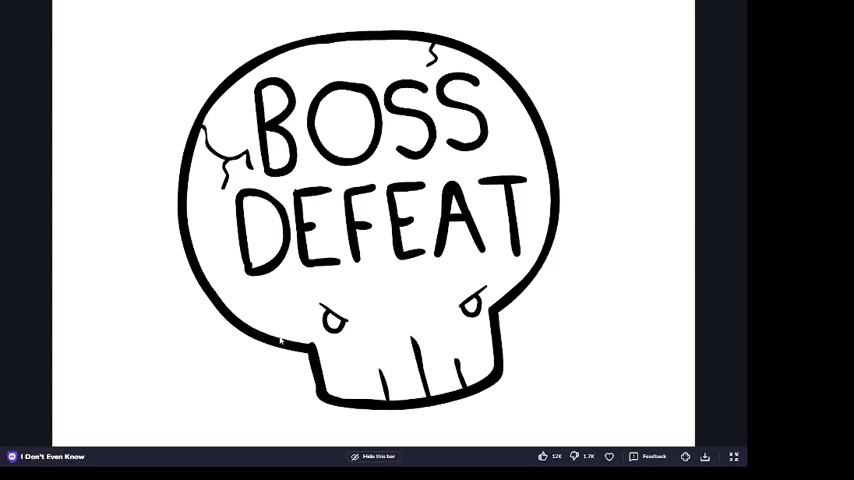 BOSS
DEFEAT
I Don't Even Know
Hide this bar
12K
1.7K
Feedback